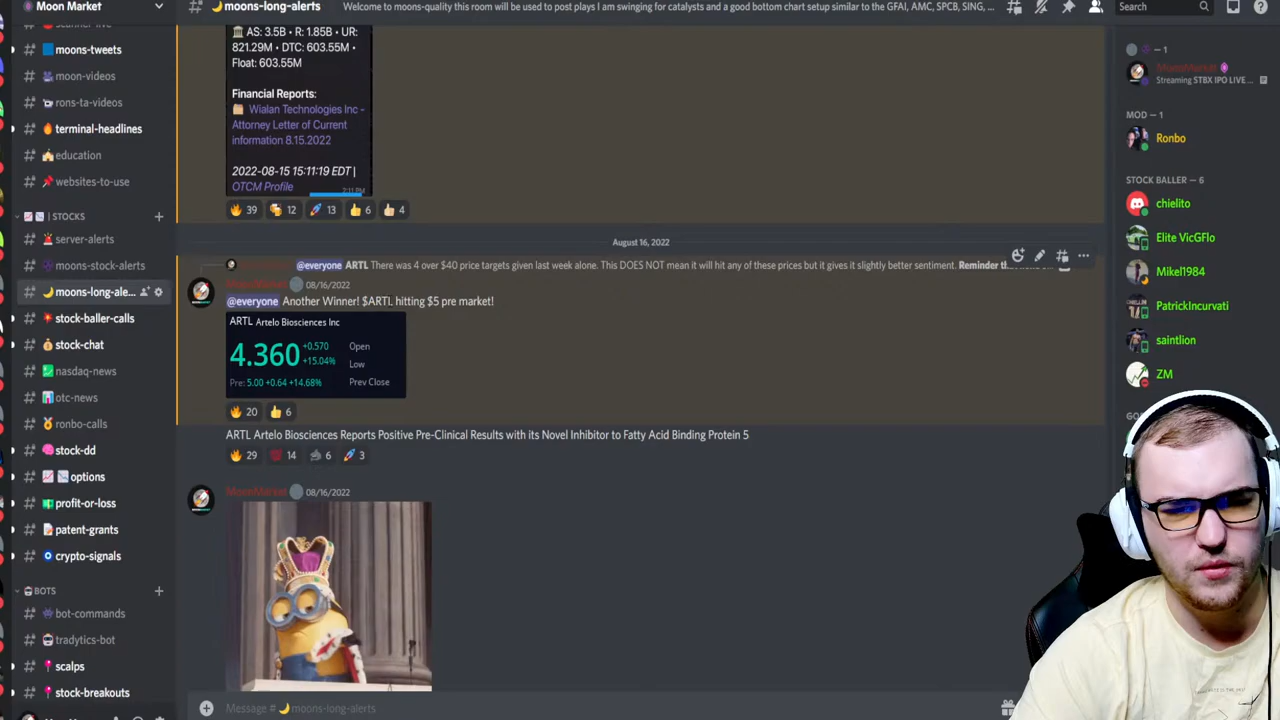 Moon Market
moons-long-alerts
Welcome to moons-quality this room will be used to post plays I am swinging for catalysts and a good bottom chart setup similar to the GFAI, AMC, SPCB, SING, ...
Search
moons-tweets
moon-videos
rons-ta-videos
terminal-headlines
education
websites-to-use
| STOCKS
server-alerts
moons-stock-alerts
moons-long-ale...
stock-baller-calls
stock-chat
nasdaq-news
otc-news
ronbo-calls
stock-dd
options
profit-or-loss
patent-grants
crypto-signals
BOTS
bot-commands
tradytics-bot
scalps
stock-breakouts
AS: 3.5B • R: 1.85B • UR:
821.29M • DTC: 603.55M •
Float: 603.55M
Financial Reports:
Wialan Technologies Inc -
Attorney Letter of Current
information 8.15.2022
2022-08-15 15:11:19 EDT |
OTCM Profile
2:11 PM
39 12 13 6 4
August 16, 2022
@everyone ARTL There was 4 over $40 price targets given last week alone. This DOES NOT mean it will hit any of these prices but it gives it slightly better sentiment. Reminder
MoonMarket 08/16/2022
@everyone Another Winner! $ARTL hitting $5 pre market!
ARTL Artelo Biosciences Inc
4.360 +0.570 +15.04%
Open
Low
Prev Close
Pre: 5.00 +0.64 +14.68%
20 6
ARTL Artelo Biosciences Reports Positive Pre-Clinical Results with its Novel Inhibitor to Fatty Acid Binding Protein 5
29 14 6 3
MoonMarket 08/16/2022
Message # moons-long-alerts
— 1
MoonMarket
Streaming STBX IPO LIVE ...
MOD — 1
Ronbo
STOCK BALLER — 6
chielito
Elite VicGFlo
Mikel1984
PatrickIncurvati
saintlion
ZM